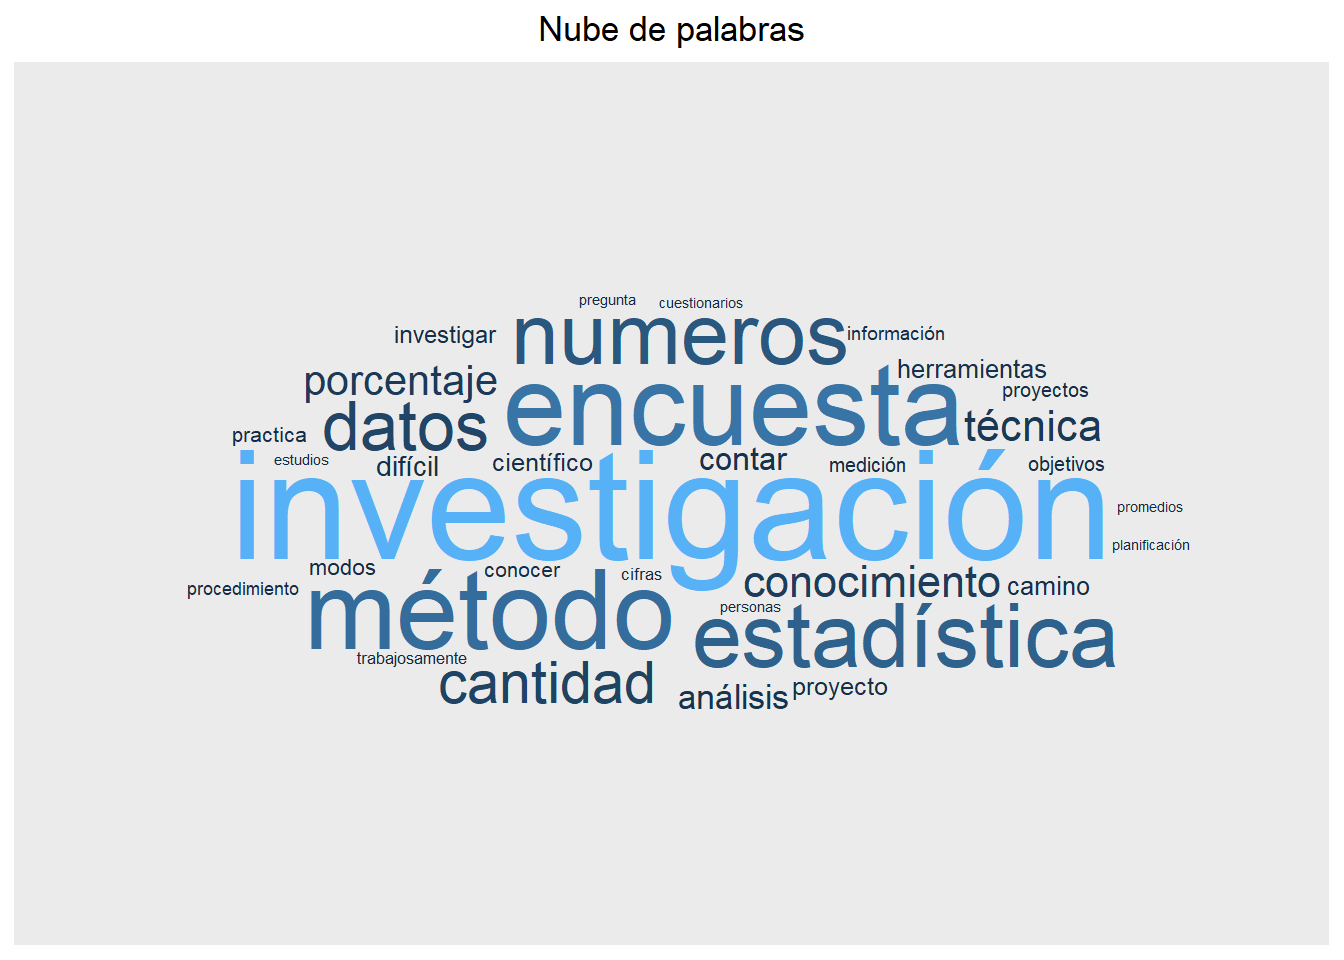 Nube de palabras
pregunta
cuestionarios
numeros
investigar
información
herramientas
porcentaje
encuesta
proyectos
datos
técnica
practica
estudios
difícil
científico
contar
medición
objetivos
investigación
promedios
planificación
modos
conocer
cifras
conocimiento
camino
procedimiento
método
personas
estadística
trabajosamente
cantidad
análisis
proyecto